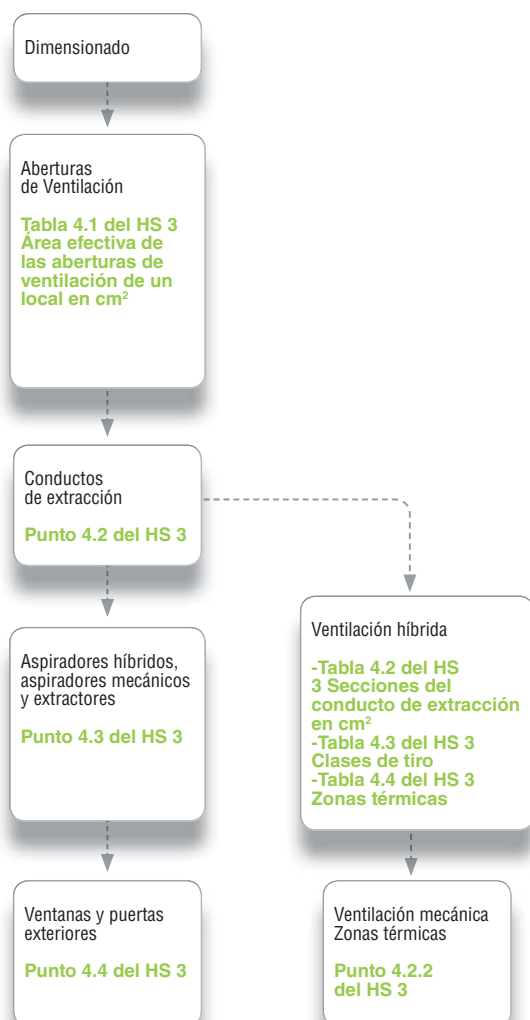 Dimensionado
Aberturas
de Ventilación
Tabla 4.1 del HS 3
Área efectiva de
las aberturas de
ventilación de un
local en cm²
Conductos
de extracción
Punto 4.2 del HS 3
Aspiradores híbridos,
aspiradores mecánicos
y extractores
Punto 4.3 del HS 3
Ventanas y puertas
exteriores
Punto 4.4 del HS 3
Ventilación híbrida
-Tabla 4.2 del HS
3 Secciones del
conducto de extracción
en cm²
-Tabla 4.3 del HS 3
Clases de tiro
-Tabla 4.4 del HS 3
Zonas térmicas
Ventilación mecánica
Zonas térmicas
Punto 4.2.2
del HS 3